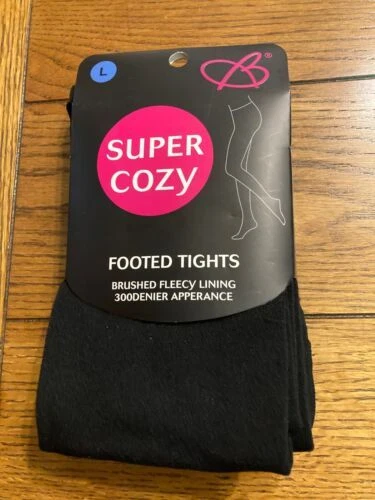 L
SUPER
COZY
FOOTED TIGHTS
BRUSHED FLEECY LINING
300DENIER APPERANCE